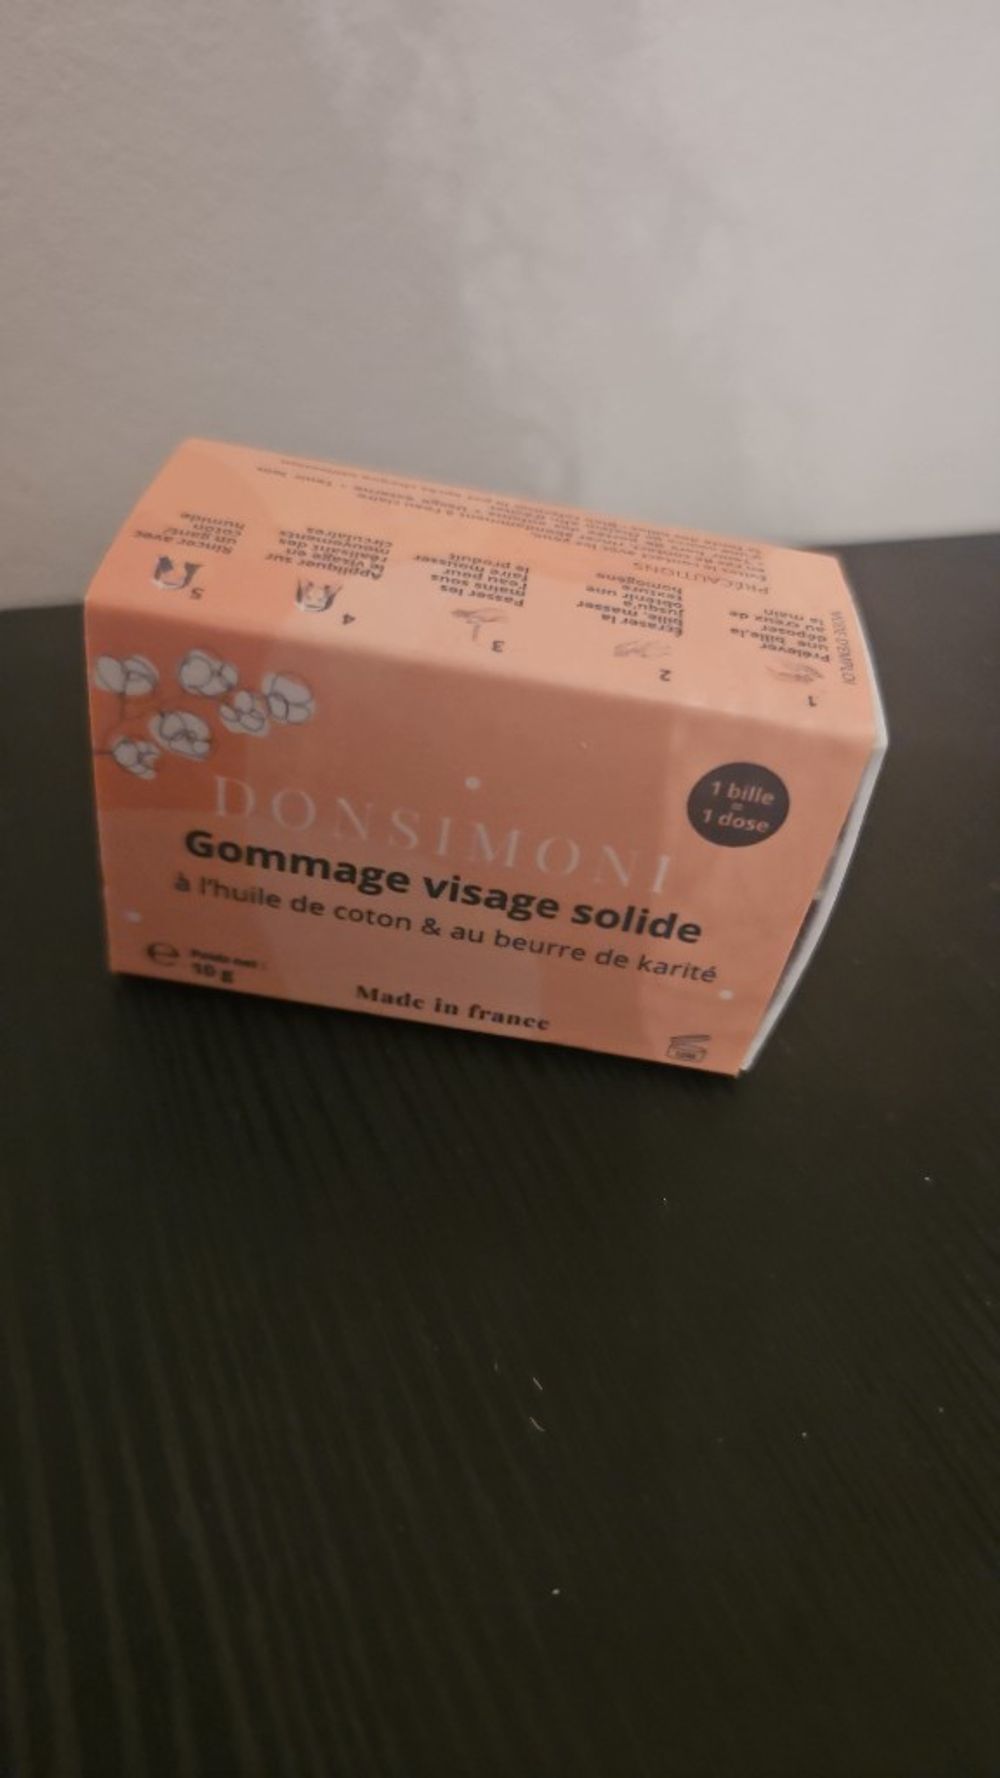 DONSIMONI
Gommage visage solide
à l'huile de coton & au beurre de karité
1 bille
=
1 dose
Poids net :
10 g
Made in france
MODE D'EMPLOI
1
Prélever
une bille, la
déposer
au creux de
la main
2
Écraser la
bille, masser
jusqu'à
obtenir une
texture
homogène
3
Passer les
mains sous
l'eau pour
faire mousser
le produit
4
Appliquer sur
le visage en
réalisant des
mouvements
circulaires
5
Rincer avec
un gant/
coton
humide
PRÉCAUTIONS